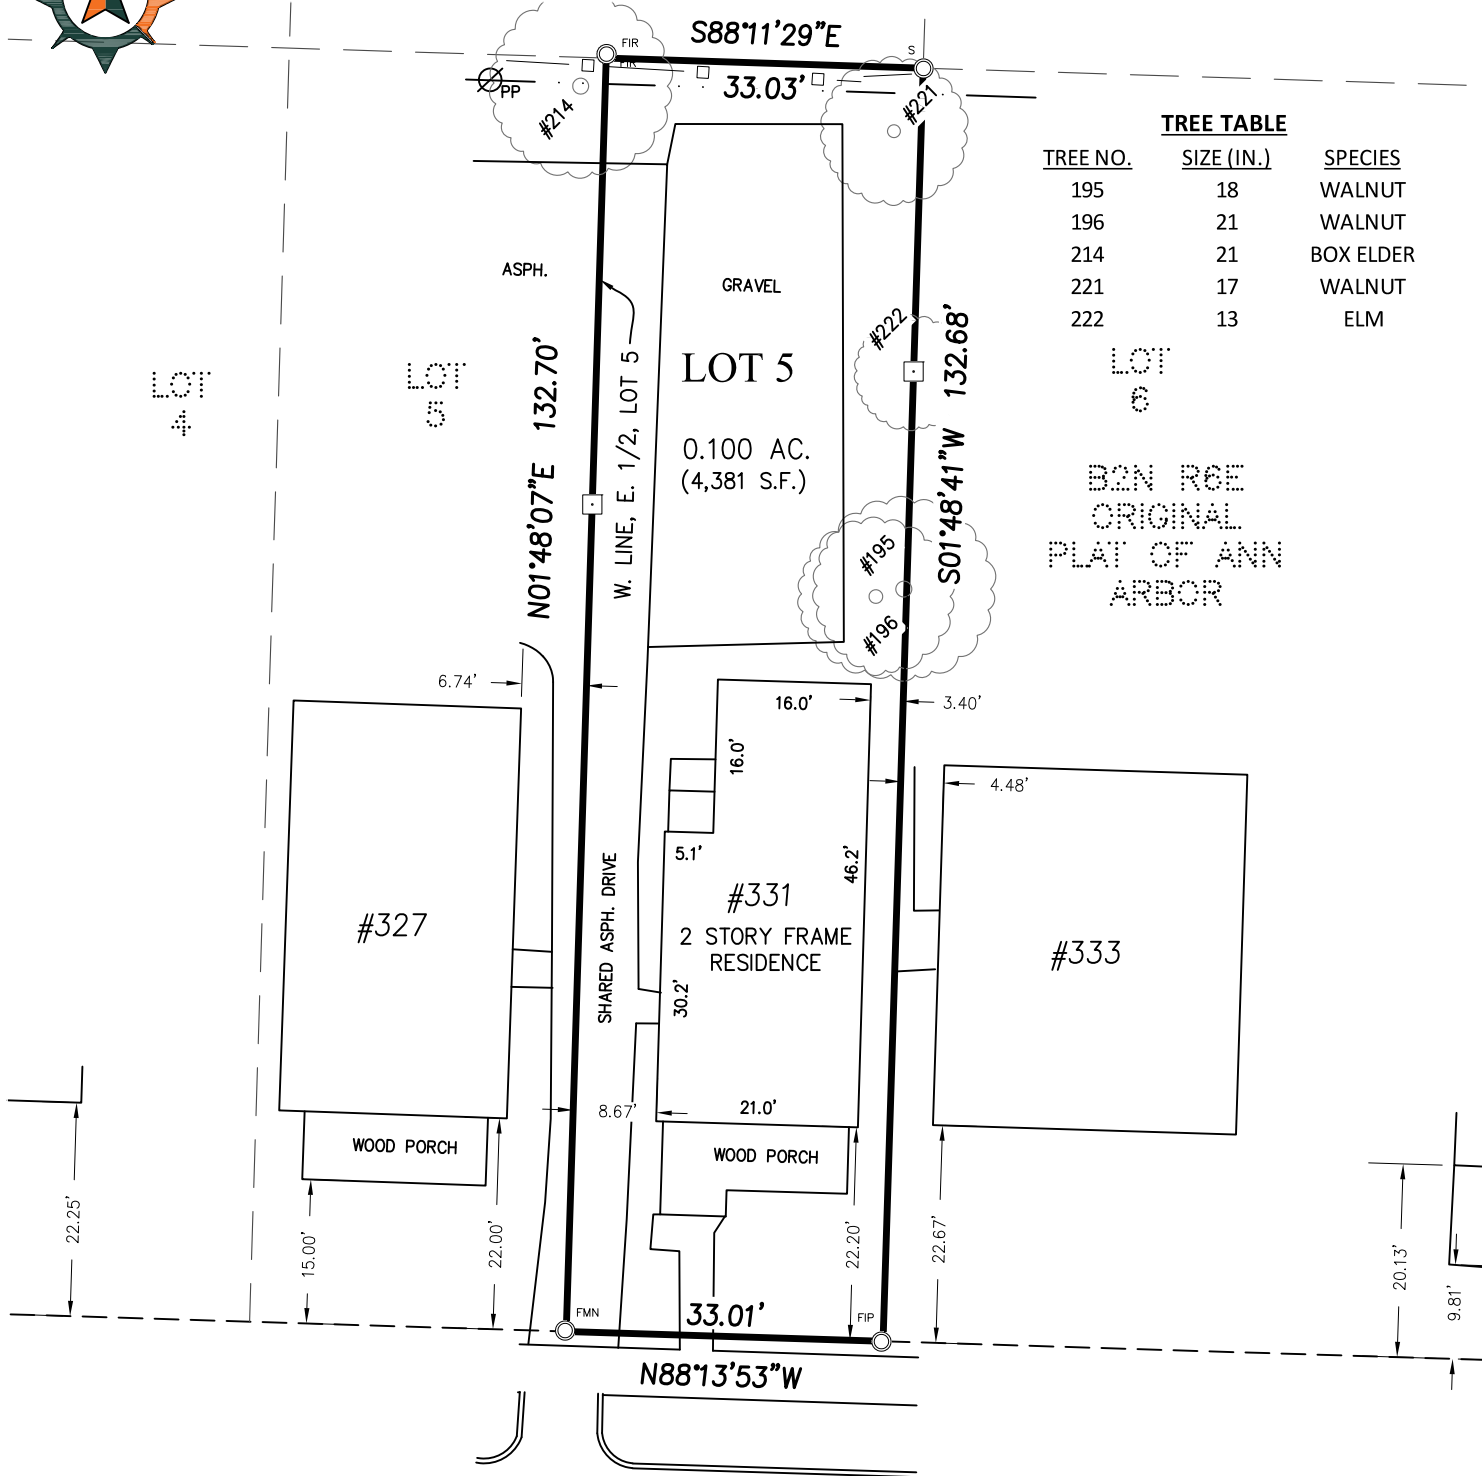 S88°11'29"E
FIR
FIR
S
33.03'
PP
#214
#221
TREE TABLE
TREE NO. SIZE (IN.) SPECIES
195 18 WALNUT
196 21 WALNUT
214 21 BOX ELDER
221 17 WALNUT
222 13 ELM
ASPH.
GRAVEL
#222
LOT
4
LOT
5
N01°48'07"E 132.70'
W. LINE, E. 1/2, LOT 5
LOT 5
0.100 AC.
(4,381 S.F.)
S01°48'41"W 132.68'
LOT
6
B2N R6E
ORIGINAL
PLAT OF ANN
ARBOR
#195
#196
6.74'
16.0'
3.40'
16.0'
4.48'
5.1'
46.2'
SHARED ASPH. DRIVE
#327
#331
2 STORY FRAME
RESIDENCE
#333
30.2'
8.67'
21.0'
WOOD PORCH
WOOD PORCH
22.25'
15.00'
22.00'
22.20'
22.67'
20.13'
9.81'
FMN
33.01'
FIP
N88°13'53"W